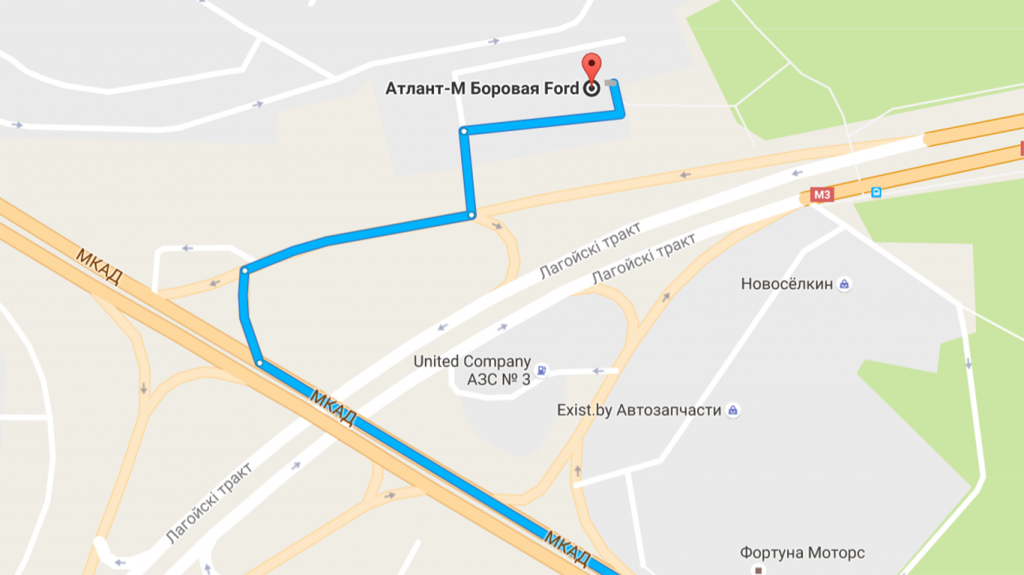 Атлант-М Боровая Ford
М3
Лагойскі тракт
Лагойскі тракт
МКАД
Новосёлкин
United Company
АЗС № 3
МКАД
Exist.by Автозапчасти
Лагойскі тракт
МКАД
Фортуна Моторс